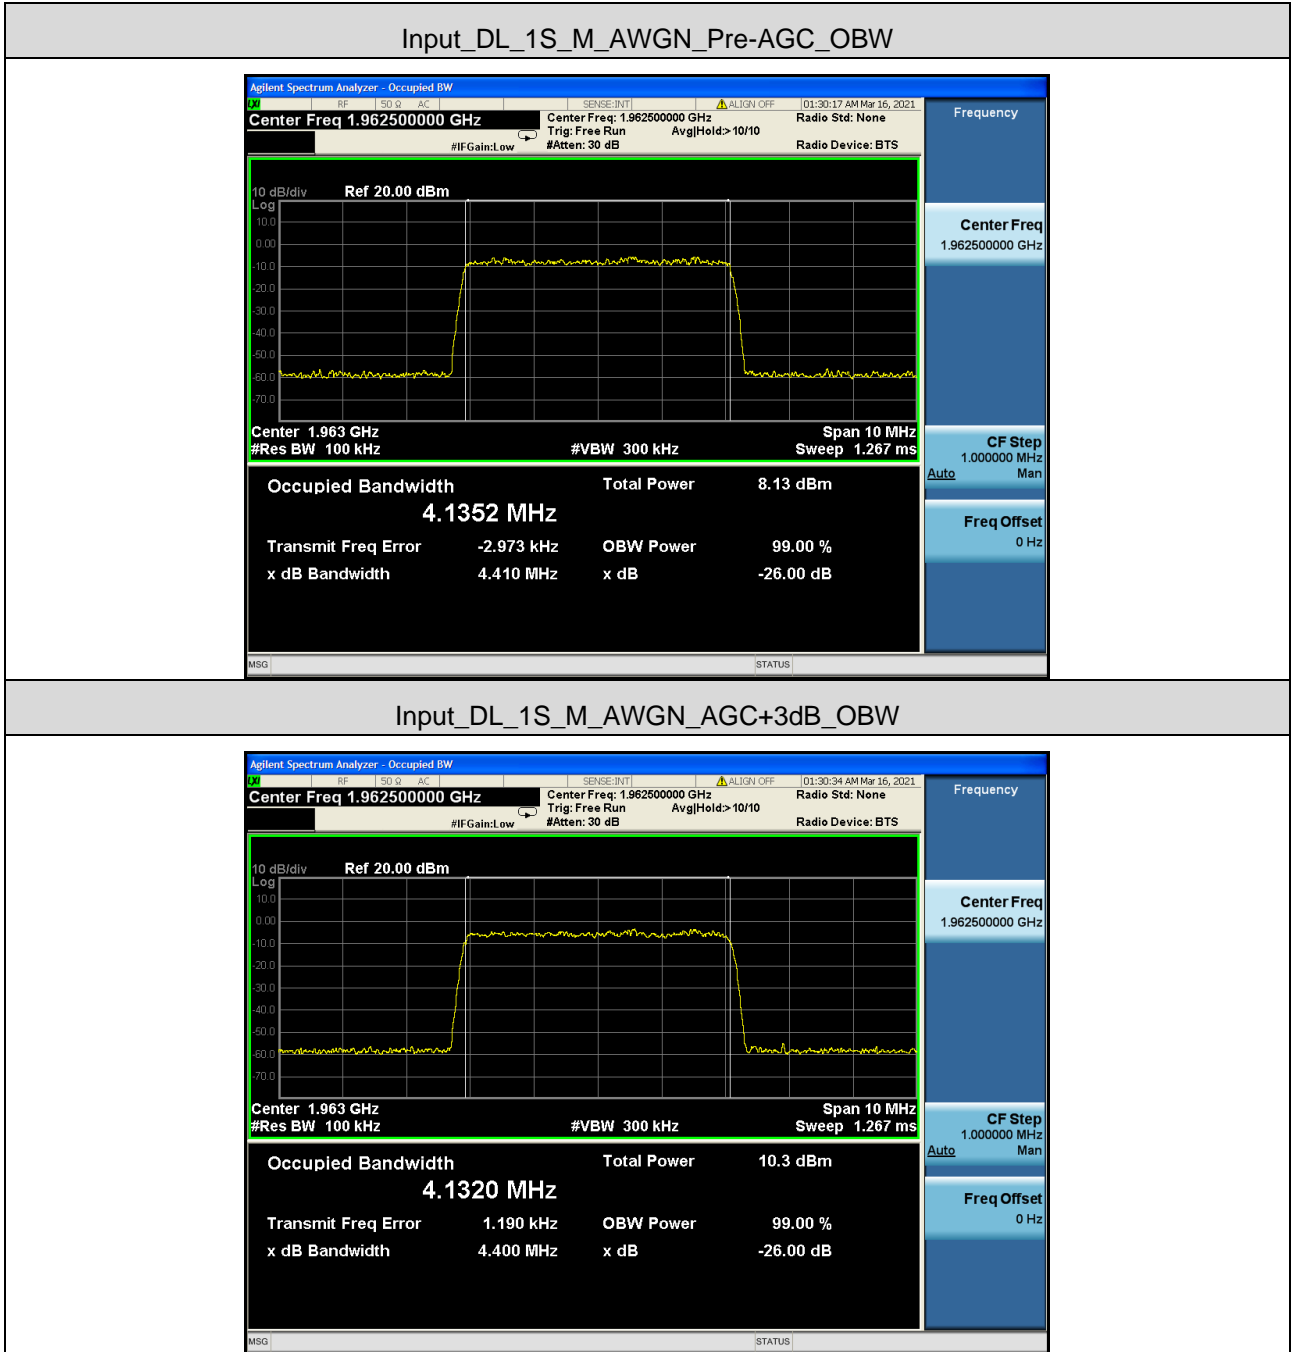 Input_DL_1S_M_AWGN_Pre-AGC_OBW
Agilent Spectrum Analyzer - Occupied BW
LXI RF 50 Ω AC SENSE:INT ALIGN OFF 01:30:17 AM Mar 16, 2021
Center Freq 1.962500000 GHz
Center Freq: 1.962500000 GHz
Radio Std: None
Trig: Free Run Avg|Hold:> 10/10
#IFGain:Low
#Atten: 30 dB
Radio Device: BTS
Frequency
10 dB/div Ref 20.00 dBm
Log
10.0
0.00
-10.0
-20.0
-30.0
-40.0
-50.0
-60.0
-70.0
Center 1.963 GHz Span 10 MHz
#Res BW 100 kHz #VBW 300 kHz Sweep 1.267 ms
Center Freq
1.962500000 GHz
CF Step
1.000000 MHz
Auto Man
Freq Offset
0 Hz
Occupied Bandwidth Total Power 8.13 dBm
4.1352 MHz
Transmit Freq Error -2.973 kHz OBW Power 99.00 %
x dB Bandwidth 4.410 MHz x dB -26.00 dB
MSG STATUS
Input_DL_1S_M_AWGN_AGC+3dB_OBW
Agilent Spectrum Analyzer - Occupied BW
LXI RF 50 Ω AC SENSE:INT ALIGN OFF 01:30:34 AM Mar 16, 2021
Center Freq 1.962500000 GHz
Center Freq: 1.962500000 GHz
Radio Std: None
Trig: Free Run Avg|Hold:> 10/10
#IFGain:Low
#Atten: 30 dB
Radio Device: BTS
Frequency
10 dB/div Ref 20.00 dBm
Log
10.0
0.00
-10.0
-20.0
-30.0
-40.0
-50.0
-60.0
-70.0
Center 1.963 GHz Span 10 MHz
#Res BW 100 kHz #VBW 300 kHz Sweep 1.267 ms
Center Freq
1.962500000 GHz
CF Step
1.000000 MHz
Auto Man
Freq Offset
0 Hz
Occupied Bandwidth Total Power 10.3 dBm
4.1320 MHz
Transmit Freq Error 1.190 kHz OBW Power 99.00 %
x dB Bandwidth 4.400 MHz x dB -26.00 dB
MSG STATUS